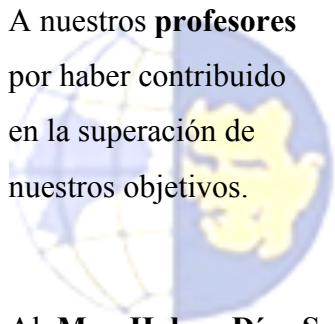 A nuestros profesores
por haber contribuido
en la superación de
nuestros objetivos.